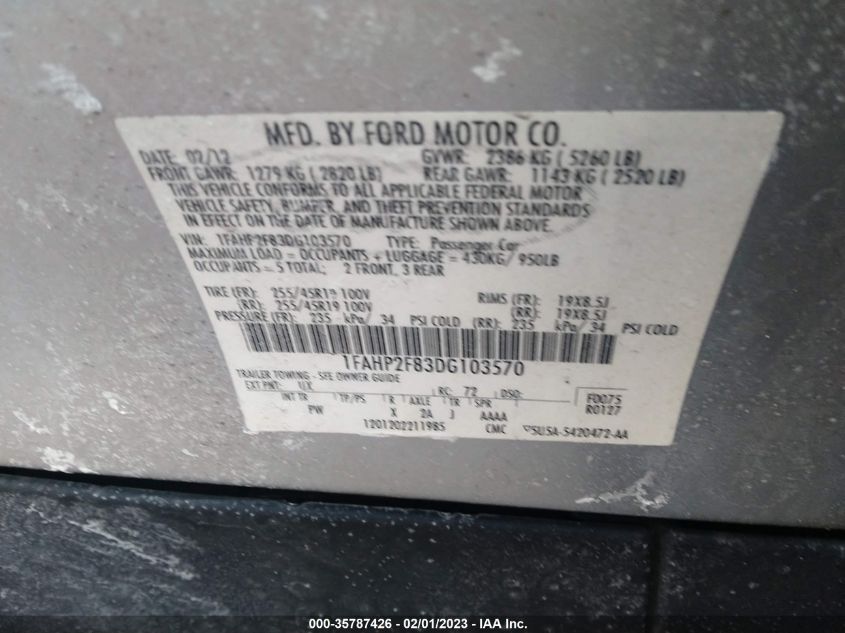 MFD. BY FORD MOTOR CO.
DATE: 02/12 GVWR: 2386 KG ( 5260 LB)
FRONT GAWR: 1279 KG ( 2820 LB) REAR GAWR: 1143 KG ( 2520 LB)
THIS VEHICLE CONFORMS TO ALL APPLICABLE FEDERAL MOTOR
VEHICLE SAFETY, BUMPER, AND THEFT PREVENTION STANDARDS
IN EFFECT ON THE DATE OF MANUFACTURE SHOWN ABOVE.
VIN: 1FAHP2F83DG103570 TYPE: Passenger Car
MAXIMUM LOAD = OCCUPANTS + LUGGAGE = 430KG/ 950LB
OCCUPANTS = 5 TOTAL; 2 FRONT, 3 REAR
TIRE (FR): 255/45R19 100V RIMS (FR): 19X8.5J
(RR): 255/45R19 100V (RR): 19X8.5J
PRESSURE (FR): 235 kPa/ 34 PSI COLD (RR): 235 kPa/ 34 PSI COLD
1FAHP2F83DG103570
TRAILER TOWING - SEE OWNER GUIDE
EXT PNT: UX RC: 72 DSO: F0075
INT TR TP/PS R AXLE TR SPR R0127
PW X 2A J AAAA
1201202211985 CMC 5U5A-5420472-AA
000-35787426 - 02/01/2023 - IAA Inc.